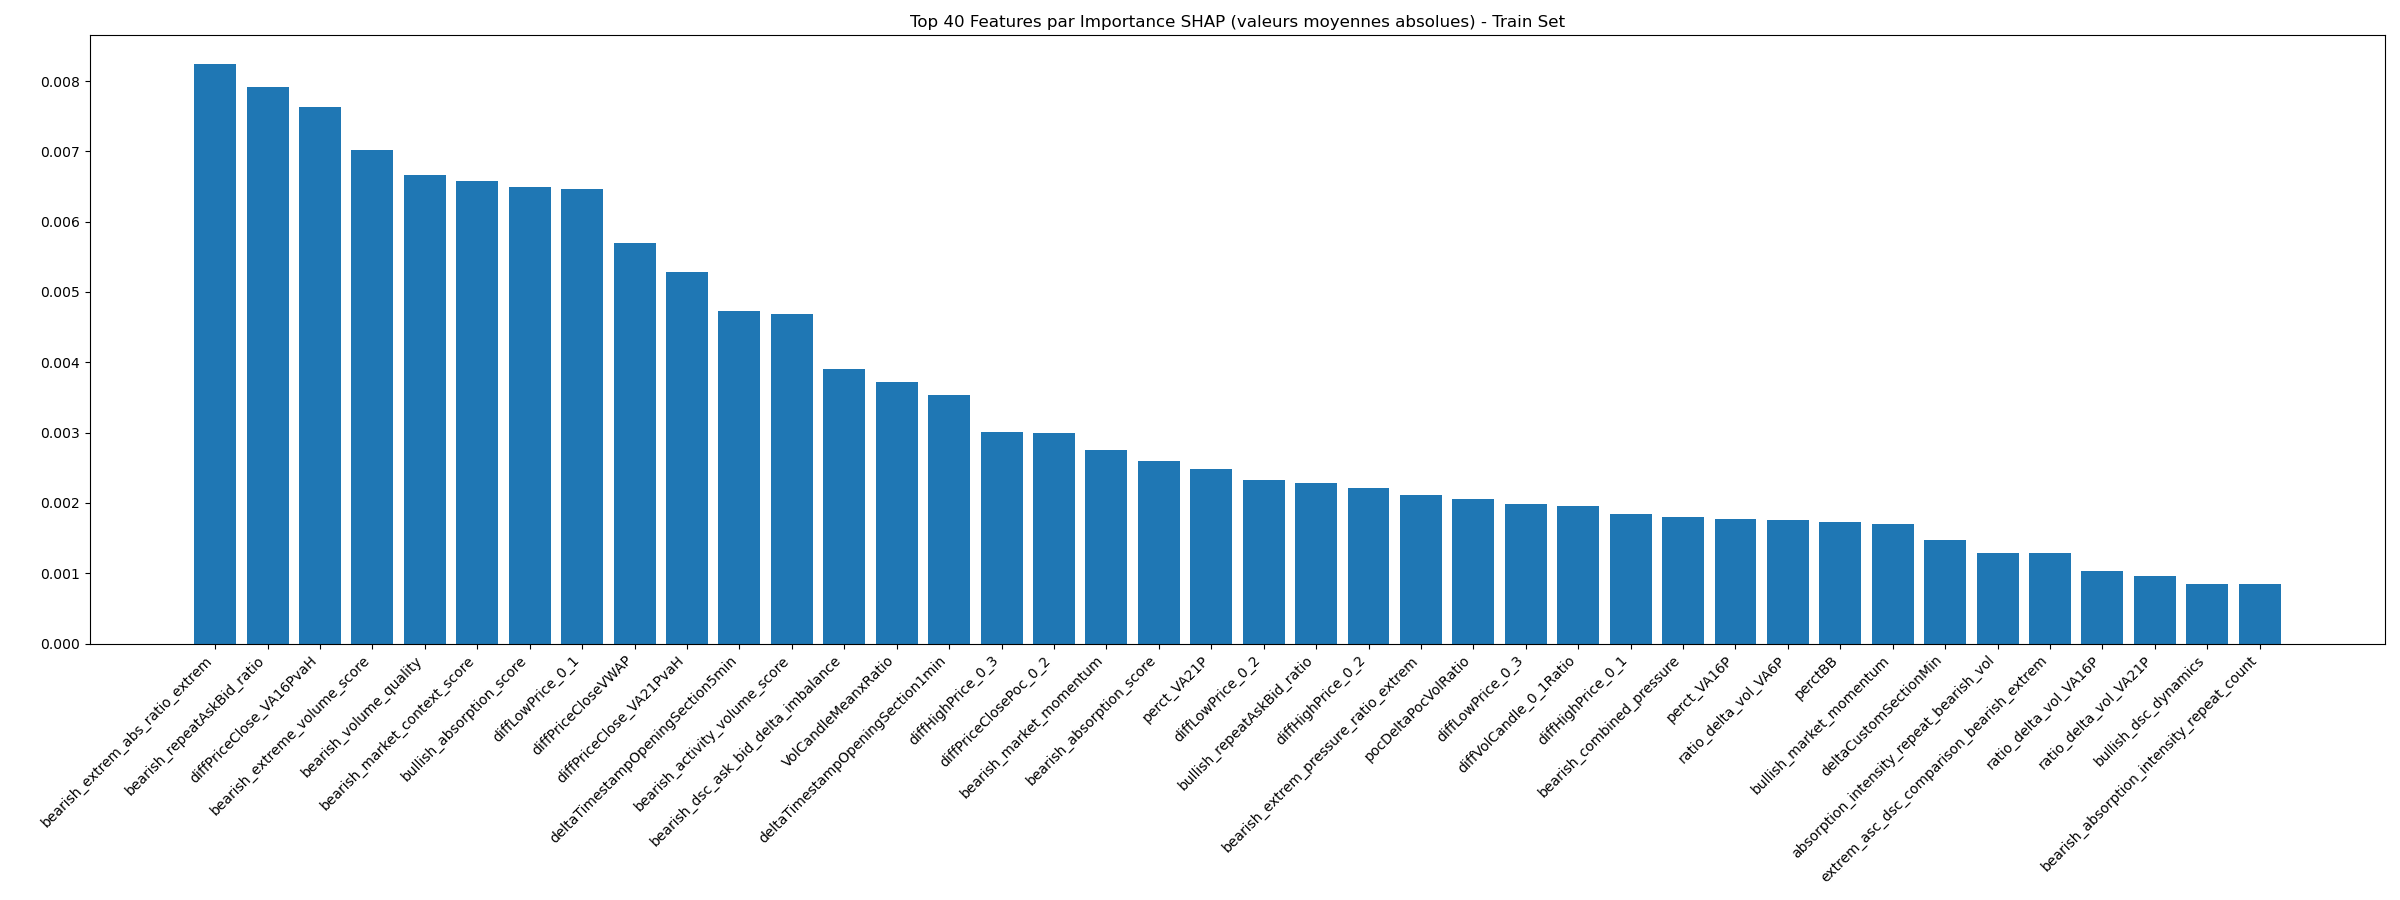 Top 40 Features par Importance SHAP (valeurs moyennes absolues) - Train Set
0.008
0.007
0.006
0.005
0.004
0.003
0.002
0.001
0.000
bearish_extrem_abs_ratio_extrem
bearish_repeatAskBid_ratio
diffPriceClose_VA16PvaH
bearish_extreme_volume_score
bearish_volume_quality
bearish_market_context_score
bullish_absorption_score
diffLowPrice_0_1
diffPriceCloseVWAP
diffPriceClose_VA21PvaH
deltaTimestampOpeningSection5min
bearish_activity_volume_score
bearish_dsc_ask_bid_delta_imbalance
VolCandleMeanxRatio
deltaTimestampOpeningSection1min
diffHighPrice_0_3
diffPriceClosePoc_0_2
bearish_market_momentum
bearish_absorption_score
perct_VA21P
diffLowPrice_0_2
bullish_repeatAskBid_ratio
diffHighPrice_0_2
bearish_extrem_pressure_ratio_extrem
pocDeltaPocVolRatio
diffLowPrice_0_3
diffVolCandle_0_1Ratio
diffHighPrice_0_1
bearish_combined_pressure
perct_VA16P
ratio_delta_vol_VA6P
perctBB
bullish_market_momentum
deltaCustomSectionMin
absorption_intensity_repeat_bearish_vol
extrem_asc_dsc_comparison_bearish_extrem
ratio_delta_vol_VA16P
ratio_delta_vol_VA21P
bullish_dsc_dynamics
bearish_absorption_intensity_repeat_count